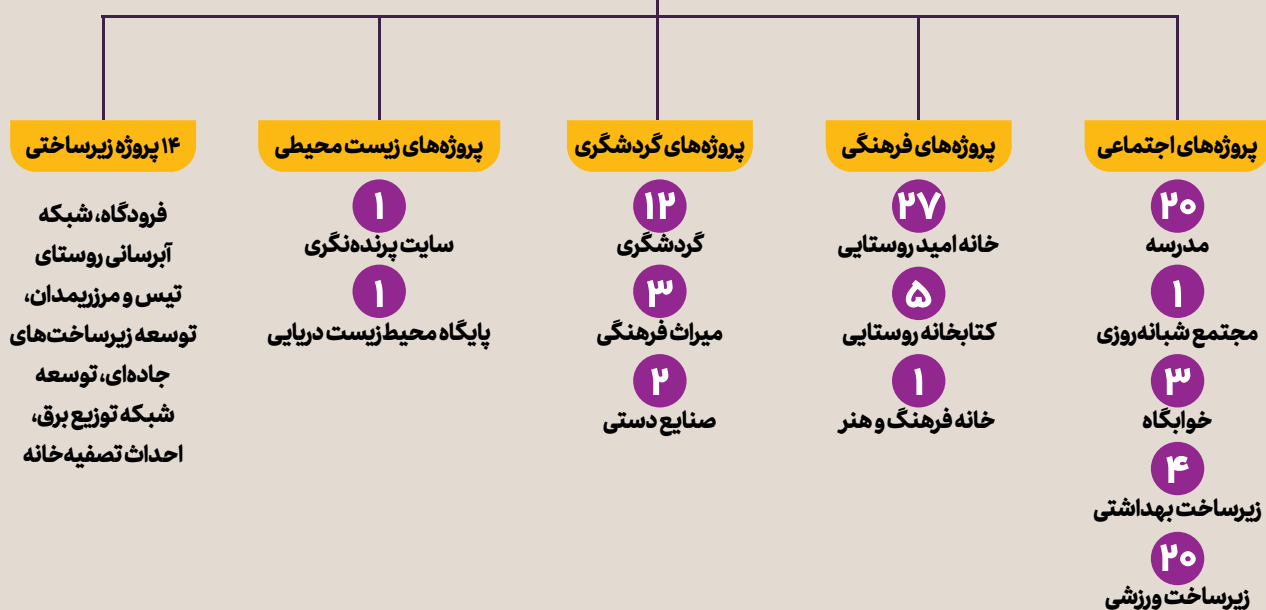 پروژه‌های اجتماعی
۲۰
مدرسه
۱
مجتمع شبانه‌روزی
۳
خوابگاه
۴
زیرساخت بهداشتی
۲۰
زیرساخت ورزشی
پروژه‌های فرهنگی
۲۷
خانه امید روستایی
۵
کتابخانه روستایی
۱
خانه فرهنگ و هنر
پروژه‌های گردشگری
۱۲
گردشگری
۳
میراث فرهنگی
۲
صنایع دستی
پروژه‌های زیست محیطی
۱
سایت پرنده‌نگری
۱
پایگاه محیط زیست دریایی
۱۴ پروژه زیرساختی
فرودگاه، شبکه
آبرسانی روستای
تیس و مرز ریمدان،
توسعه زیرساخت‌های
جاده‌ای، توسعه
شبکه توزیع برق،
احداث تصفیه‌خانه